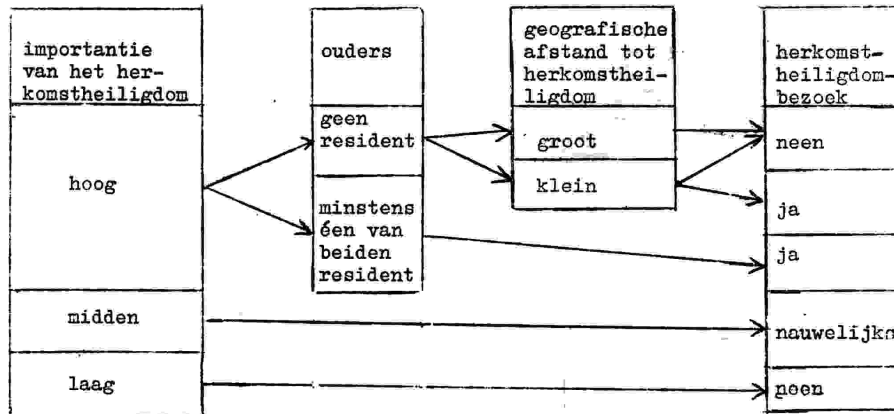 importantie
van het her-
komstheiligdom
hoog
midden
laag
ouders
geen
resident
minstens
één van
beiden
resident
geografische
afstand tot
herkomsthei-
ligdom
groot
klein
herkomst-
heiligdom-
bezoek
neen
ja
ja
nauwelijks
neen